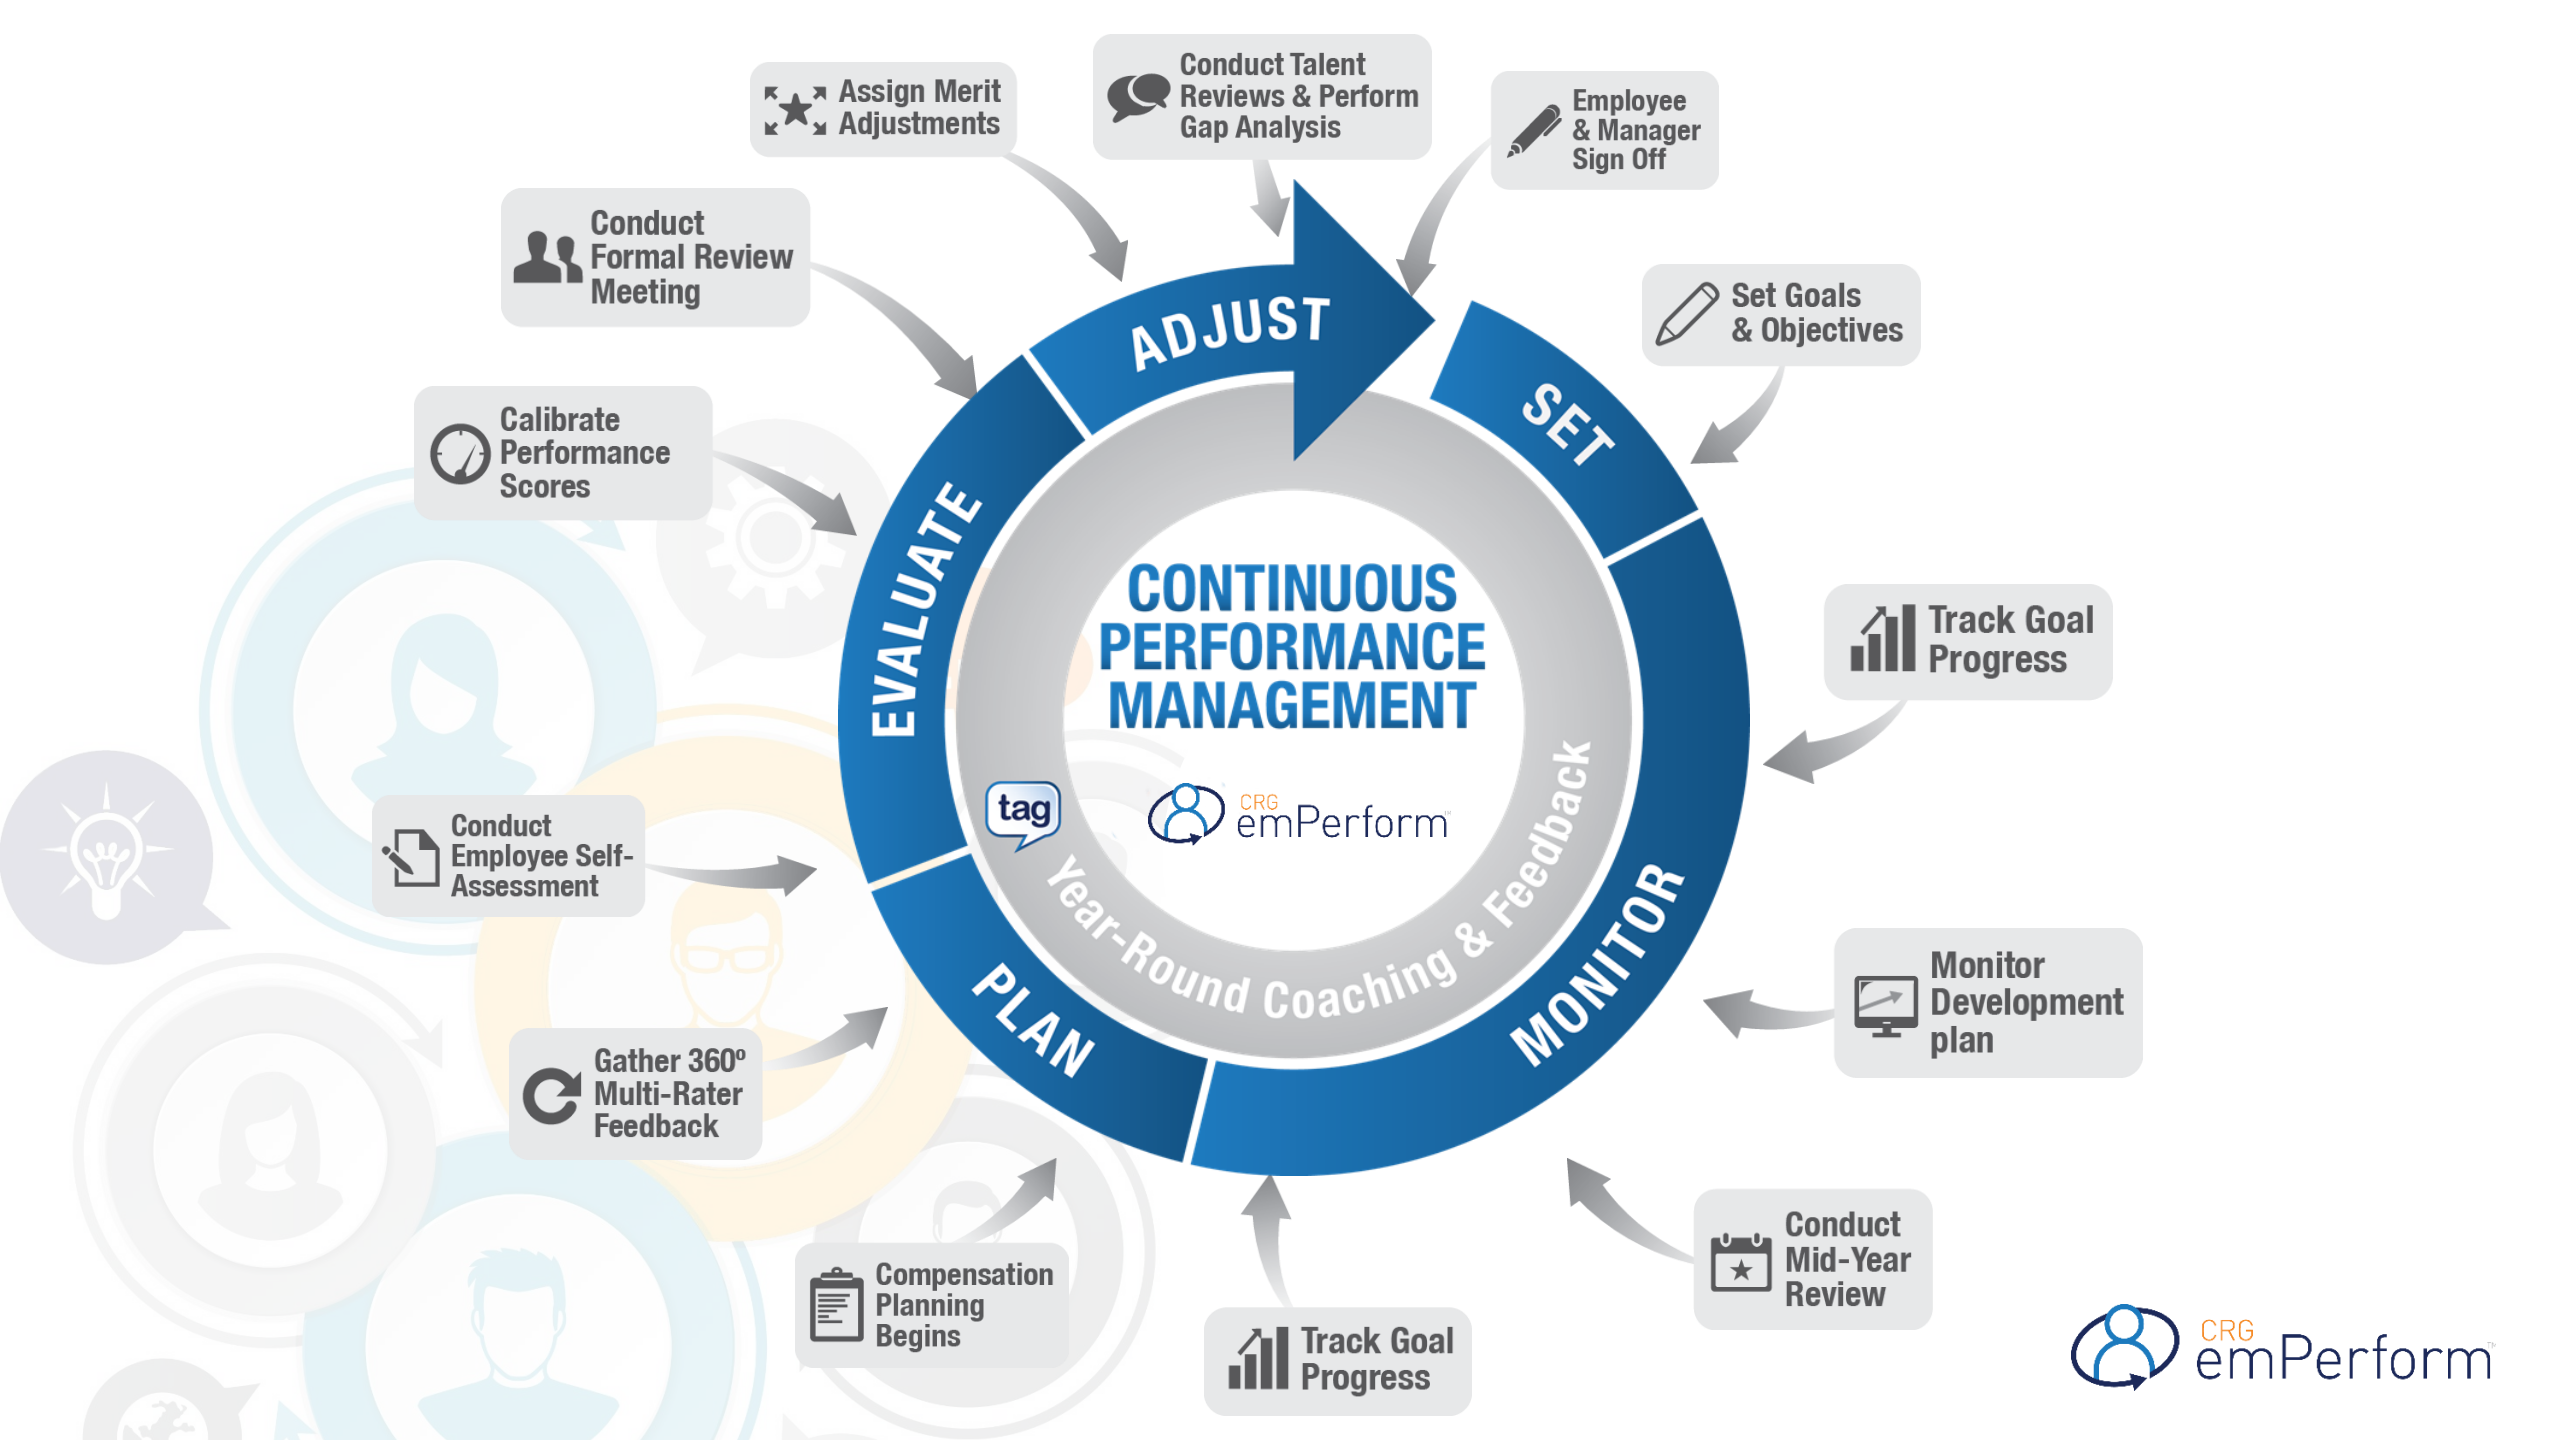 Assign Merit
Adjustments
Conduct Talent
Reviews & Perform
Gap Analysis
Employee
& Manager
Sign Off
Conduct
Formal Review
Meeting
Set Goals
& Objectives
Calibrate
Performance
Scores
Track Goal
Progress
Conduct
Employee Self-
Assessment
Monitor
Development
plan
Gather 360º
Multi-Rater
Feedback
Conduct
Mid-Year
Review
Compensation
Planning
Begins
Track Goal
Progress
ADJUST
SET
EVALUATE
MONITOR
PLAN
CONTINUOUS
PERFORMANCE
MANAGEMENT
tag
CRG
emPerform
Year-Round Coaching & Feedback
CRG
emPerform™